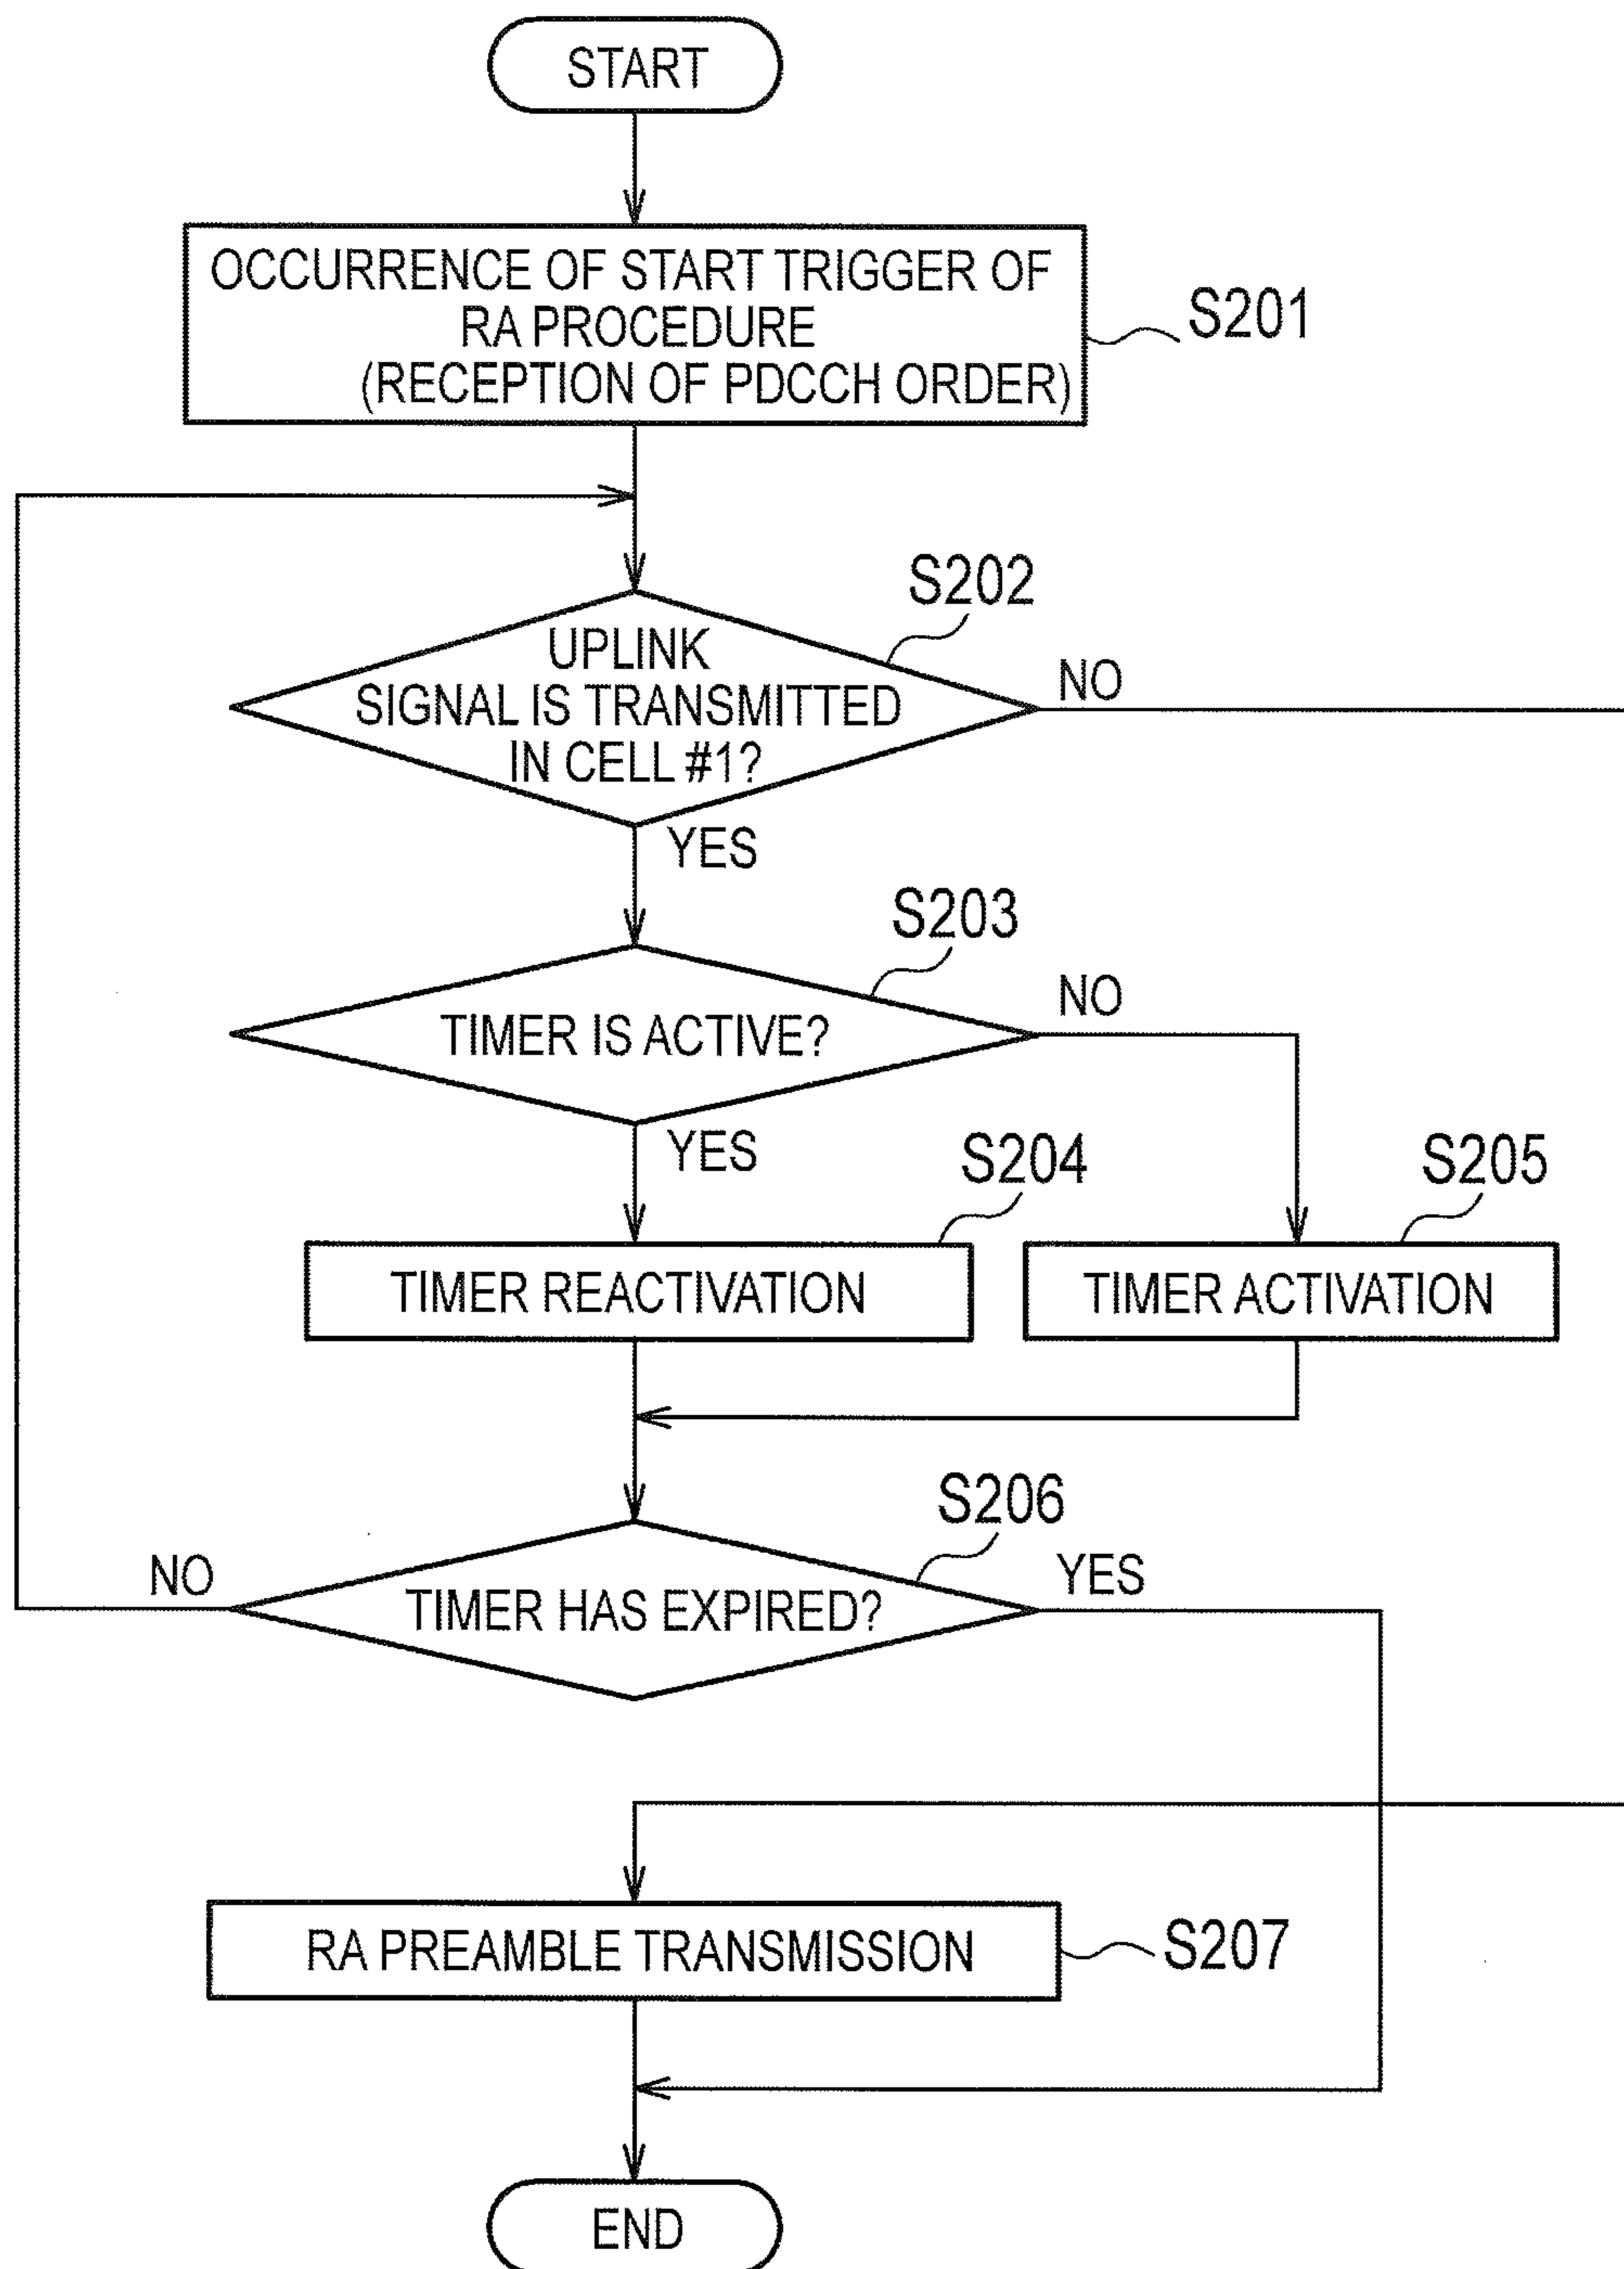 START
OCCURRENCE OF START TRIGGER OF
RA PROCEDURE
(RECEPTION OF PDCCH ORDER)
S201
S202
UPLINK
SIGNAL IS TRANSMITTED
IN CELL #1?
NO
YES
S203
TIMER IS ACTIVE?
NO
YES
S204
S205
TIMER REACTIVATION
TIMER ACTIVATION
S206
NO
TIMER HAS EXPIRED?
YES
RA PREAMBLE TRANSMISSION
S207
END